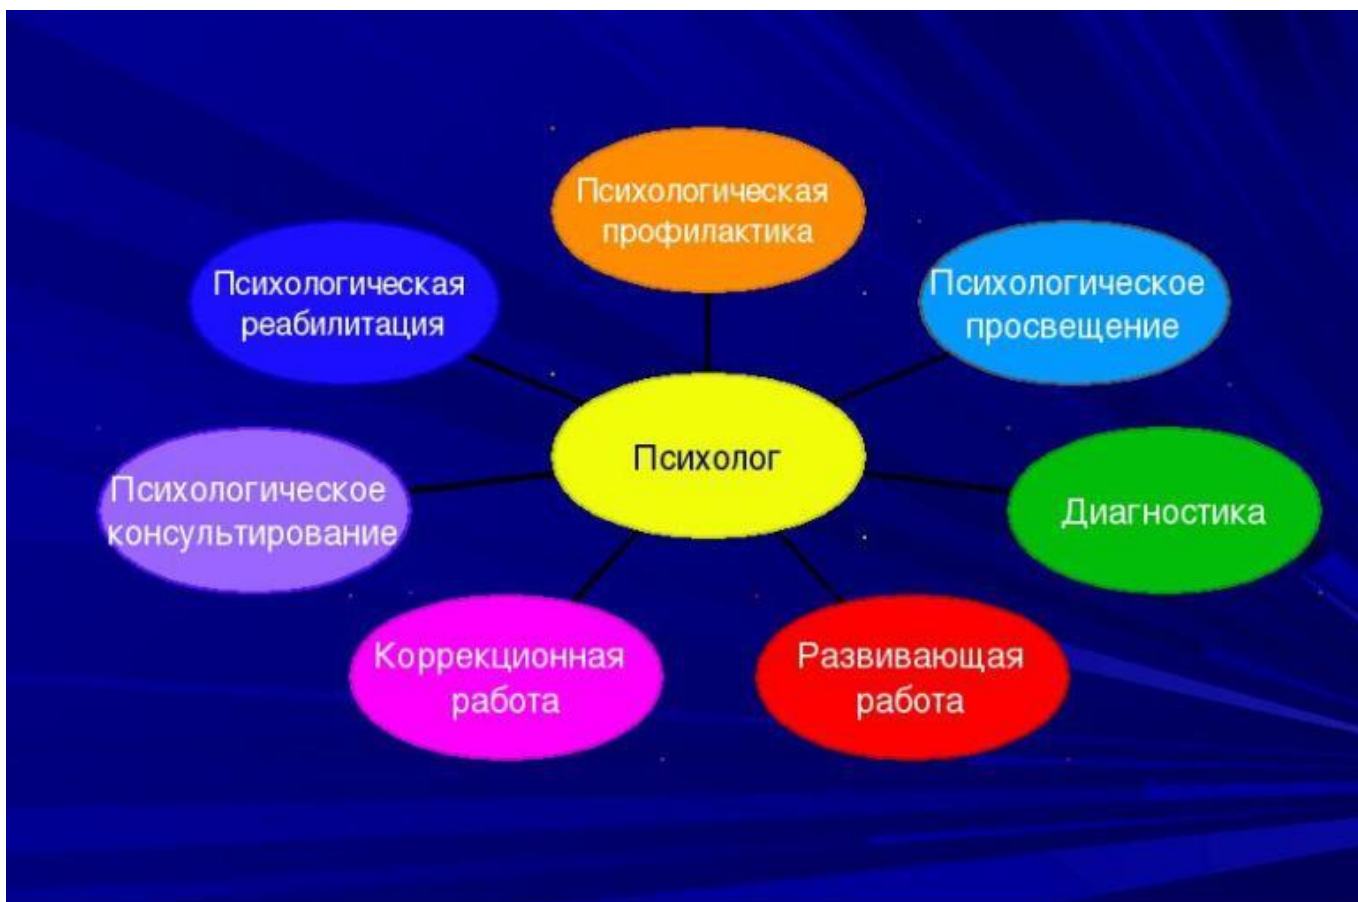 Психологическая
профилактика
Психологическая
реабилитация
Психологическое
просвещение
Психолог
Психологическое
консультирование
Диагностика
Коррекционная
работа
Развивающая
работа